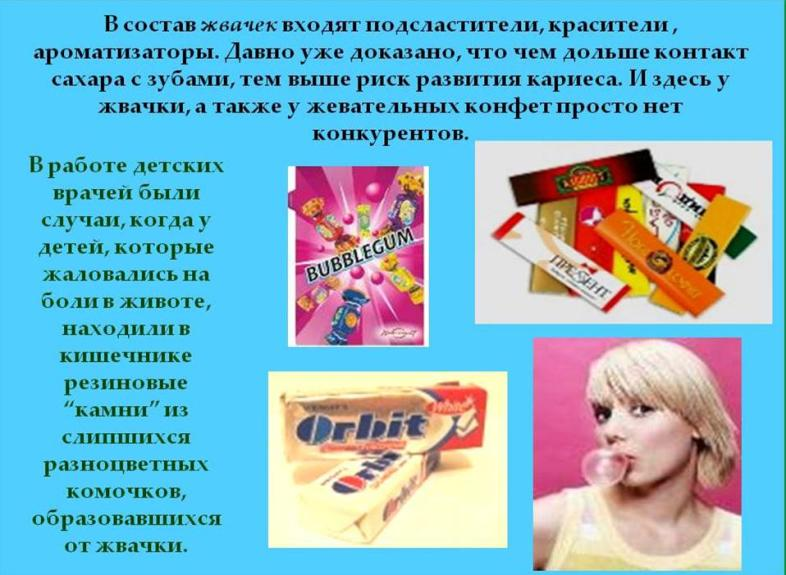 В состав жвачек входят подсластители, красители ,
ароматизаторы. Давно уже доказано, что чем дольше контакт
сахара с зубами, тем выше риск развития кариеса. И здесь у
жвачки, а также у жевательных конфет просто нет
конкурентов.
В работе детских
врачей были
случаи, когда у
детей, которые
жаловались на
боли в животе,
находили в
кишечнике
резиновые
“камни” из
слипшихся
разноцветных
комочков,
образовавшихся
от жвачки.
BUBBLEGUM
ПРЕЗЕНТ
Orbit
White
Orbit